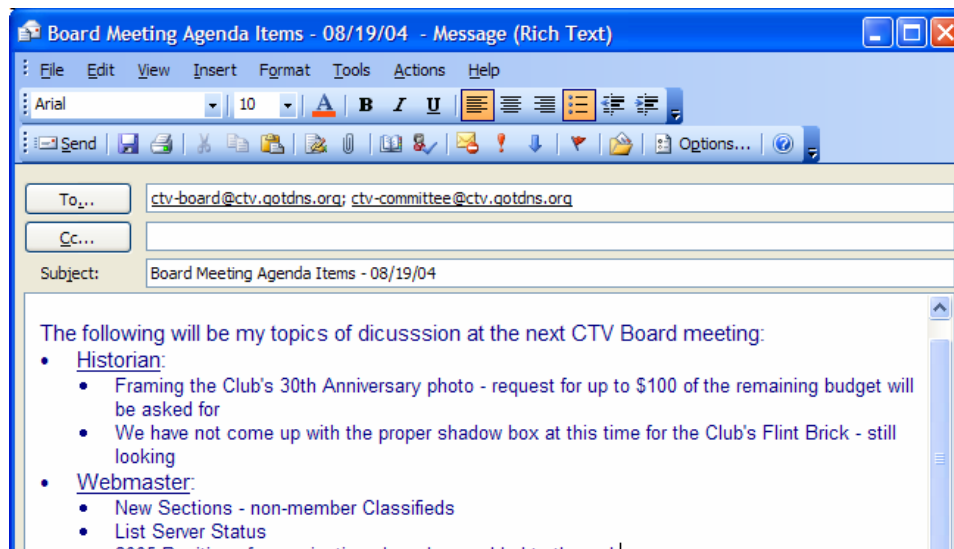 Board Meeting Agenda Items - 08/19/04 - Message (Rich Text)
File Edit View Insert Format Tools Actions Help
Arial 10 A B I U
Send Options...
To... ctv-board@ctv.gotdns.org; ctv-committee@ctv.gotdns.org
Cc...
Subject: Board Meeting Agenda Items - 08/19/04
The following will be my topics of dicusssion at the next CTV Board meeting:
• Historian:
• Framing the Club's 30th Anniversary photo - request for up to $100 of the remaining budget will
be asked for
• We have not come up with the proper shadow box at this time for the Club's Flint Brick - still
looking
• Webmaster:
• New Sections - non-member Classifieds
• List Server Status